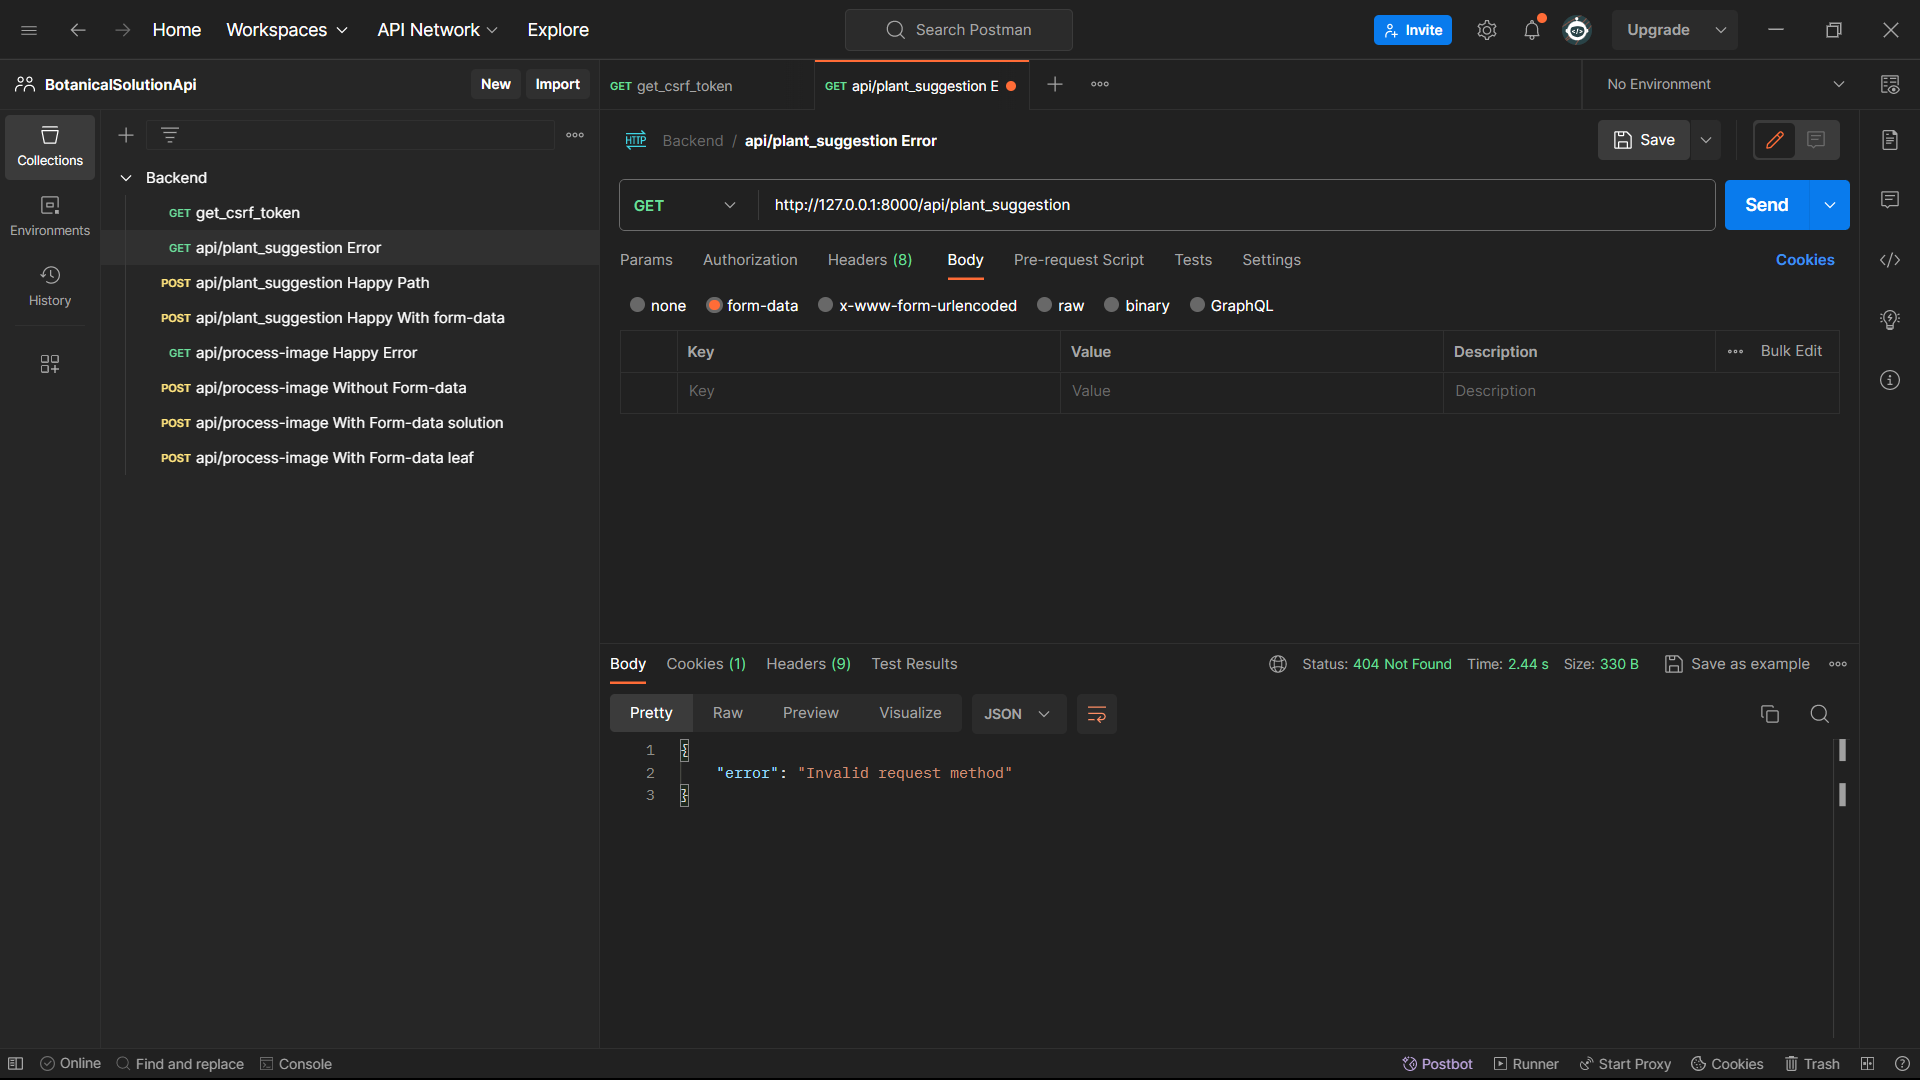 Home Workspaces API Network Explore Search Postman Invite Upgrade
BotanicalSolutionApi New Import GET get_csrf_token GET api/plant_suggestion E No Environment
Collections
Environments
History
Backend
GET get_csrf_token
GET api/plant_suggestion Error
POST api/plant_suggestion Happy Path
POST api/plant_suggestion Happy With form-data
GET api/process-image Happy Error
POST api/process-image Without Form-data
POST api/process-image With Form-data solution
POST api/process-image With Form-data leaf
HTTP Backend / api/plant_suggestion Error Save
GET http://127.0.0.1:8000/api/plant_suggestion Send
Params Authorization Headers (8) Body Pre-request Script Tests Settings Cookies
none form-data x-www-form-urlencoded raw binary GraphQL
Key Value Description Bulk Edit
Key Value Description
Body Cookies (1) Headers (9) Test Results Status: 404 Not Found Time: 2.44 s Size: 330 B Save as example
Pretty Raw Preview Visualize JSON
1 {
2 "error": "Invalid request method"
3 }
Online Find and replace Console Postbot Runner Start Proxy Cookies Trash